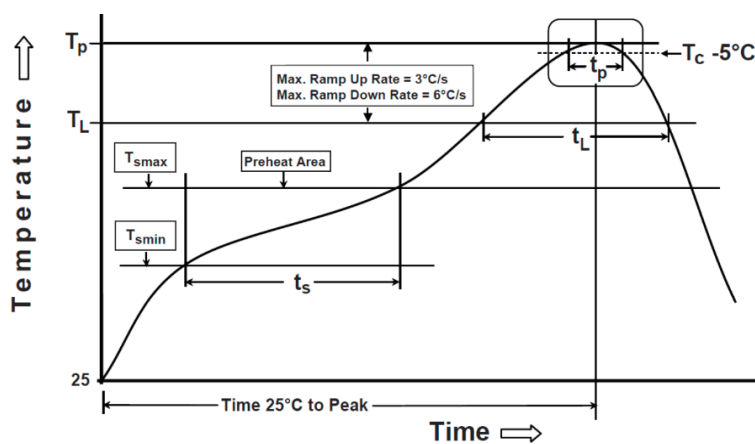 Tp
Tc -5°C
Max. Ramp Up Rate = 3°C/s
Max. Ramp Down Rate = 6°C/s
tp
TL
tL
Tsmax
Preheat Area
Tsmin
ts
Temperature
25
Time 25°C to Peak
Time